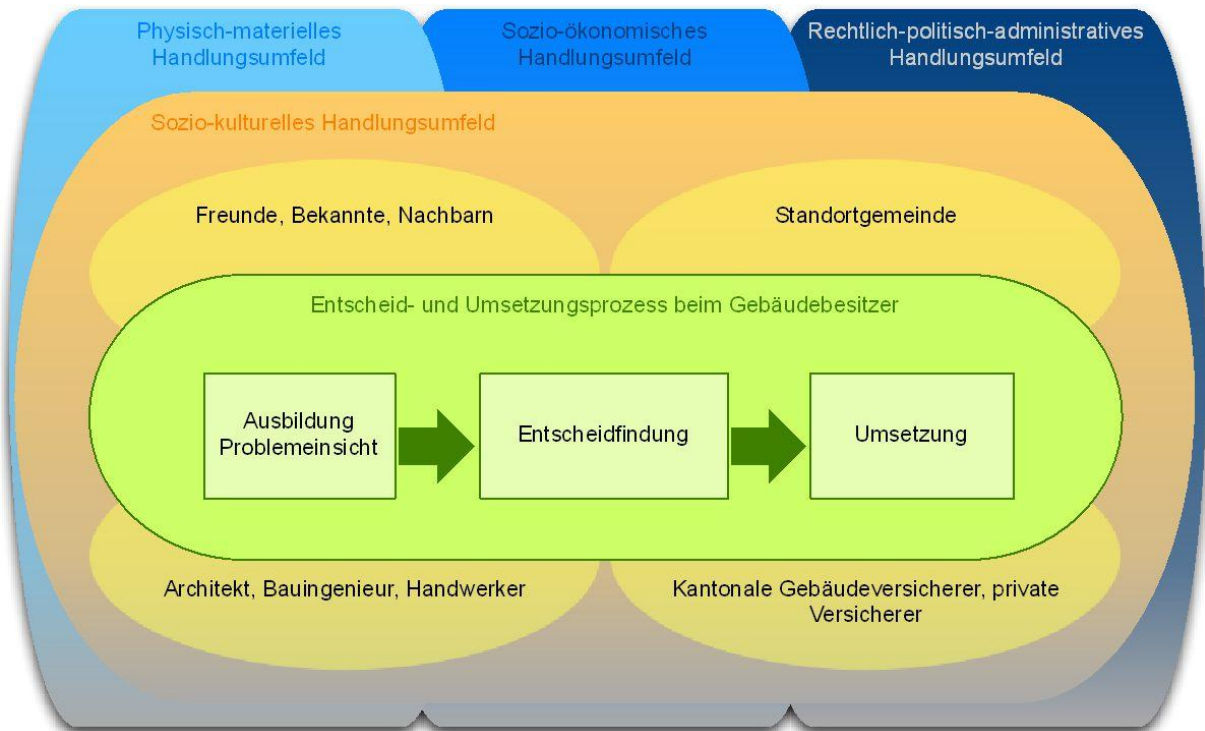 Physisch-materielles
Handlungsumfeld
Sozio-ökonomisches
Handlungsumfeld
Rechtlich-politisch-administratives
Handlungsumfeld
Sozio-kulturelles Handlungsumfeld
Freunde, Bekannte, Nachbarn
Standortgemeinde
Entscheid- und Umsetzungsprozess beim Gebäudebesitzer
Ausbildung
Problemeinsicht
Entscheidfindung
Umsetzung
Architekt, Bauingenieur, Handwerker
Kantonale Gebäudeversicherer, private
Versicherer